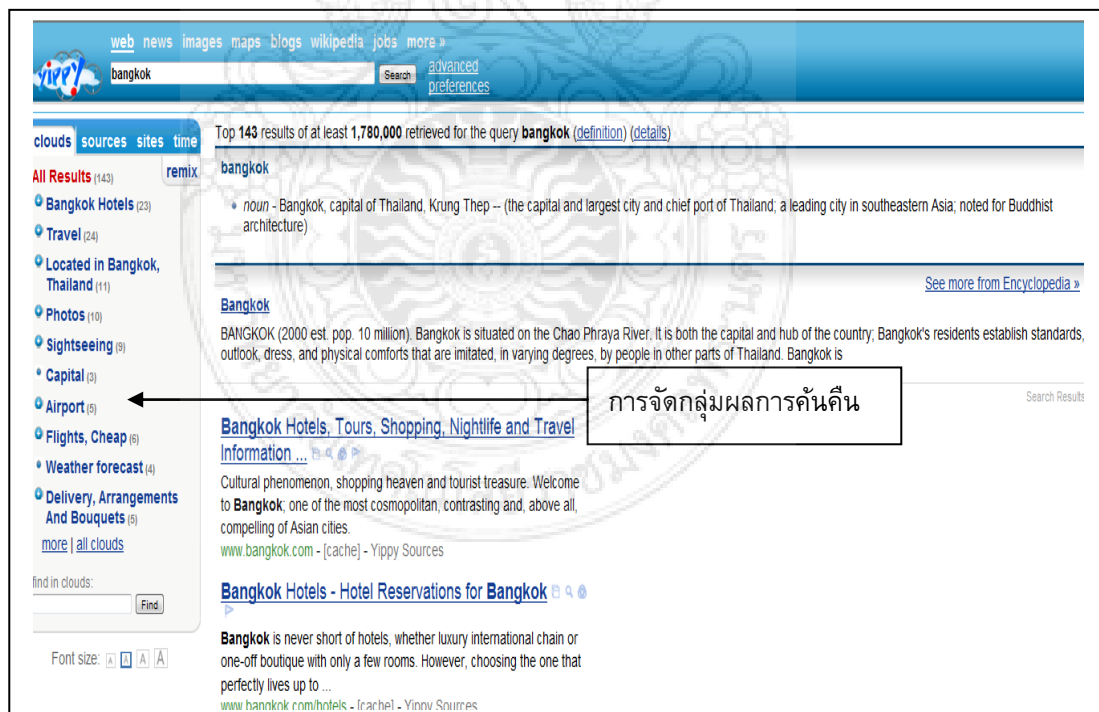 web news images maps blogs wikipedia jobs more »
yippy
bangkok
Search
advanced
preferences
clouds sources sites time
remix
All Results (143)
Bangkok Hotels (23)
Travel (24)
Located in Bangkok,
Thailand (11)
Photos (10)
Sightseeing (9)
Capital (3)
Airport (5)
Flights, Cheap (6)
Weather forecast (4)
Delivery, Arrangements
And Bouquets (5)
more | all clouds
find in clouds:
Find
Font size: A A A A
Top 143 results of at least 1,780,000 retrieved for the query bangkok (definition) (details)
bangkok
• noun - Bangkok, capital of Thailand, Krung Thep -- (the capital and largest city and chief port of Thailand; a leading city in southeastern Asia; noted for Buddhist
architecture)
See more from Encyclopedia »
Bangkok
BANGKOK (2000 est. pop. 10 million). Bangkok is situated on the Chao Phraya River. It is both the capital and hub of the country; Bangkok's residents establish standards,
outlook, dress, and physical comforts that are imitated, in varying degrees, by people in other parts of Thailand. Bangkok is
การจัดกลุ่มผลการค้นคืน
Search Results
Bangkok Hotels, Tours, Shopping, Nightlife and Travel
Information ...
Cultural phenomenon, shopping heaven and tourist treasure. Welcome
to Bangkok; one of the most cosmopolitan, contrasting and, above all,
compelling of Asian cities.
www.bangkok.com - [cache] - Yippy Sources
Bangkok Hotels - Hotel Reservations for Bangkok
Bangkok is never short of hotels, whether luxury international chain or
one-off boutique with only a few rooms. However, choosing the one that
perfectly lives up to ...
www.bangkok.com/hotels - [cache] - Yippy Sources